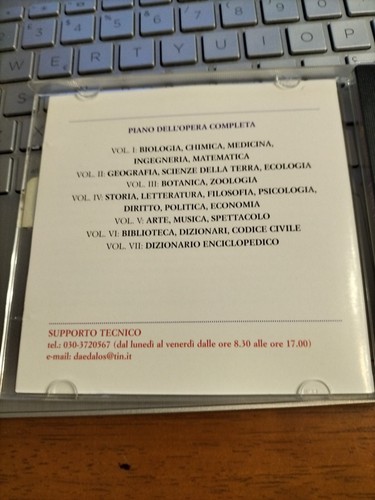 W E R T Y U I O P
PIANO DELL'OPERA COMPLETA
VOL. I: BIOLOGIA, CHIMICA, MEDICINA,
INGEGNERIA, MATEMATICA
VOL. II: GEOGRAFIA, SCIENZE DELLA TERRA, ECOLOGIA
VOL. III: BOTANICA, ZOOLOGIA
VOL. IV: STORIA, LETTERATURA, FILOSOFIA, PSICOLOGIA,
DIRITTO, POLITICA, ECONOMIA
VOL. V: ARTE, MUSICA, SPETTACOLO
VOL. VI: BIBLIOTECA, DIZIONARI, CODICE CIVILE
VOL. VII: DIZIONARIO ENCICLOPEDICO
SUPPORTO TECNICO
tel.: 030-3720567 (dal lunedì al venerdì dalle ore 8.30 alle ore 17.00)
e-mail: daedalos@tin.it